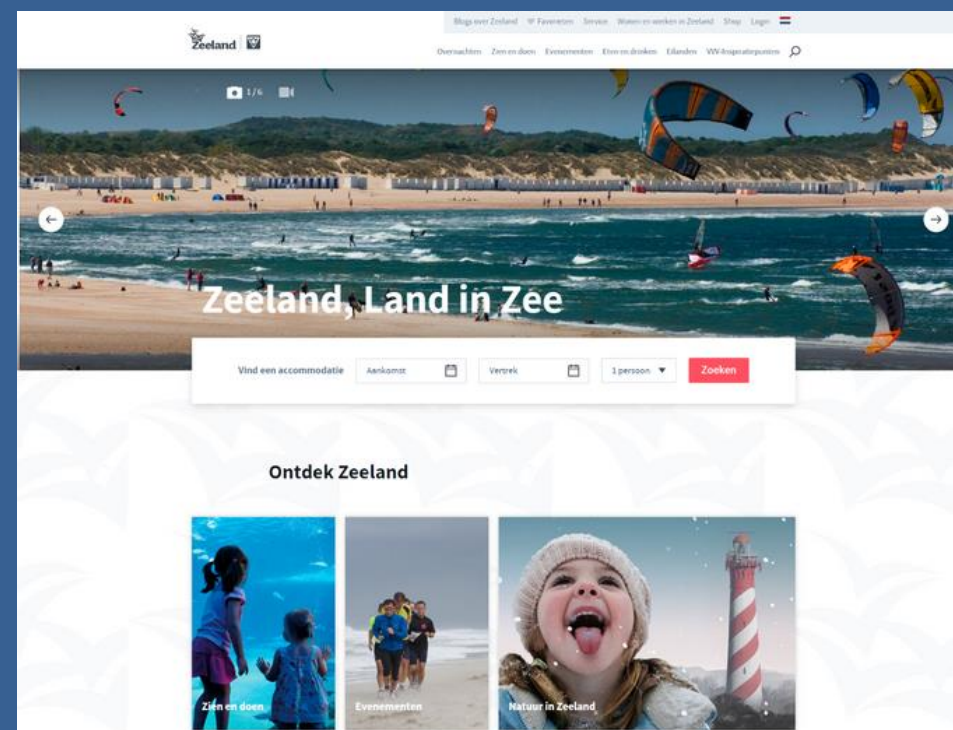 Blogs over Zeeland Favorieten Service Wonen en werken in Zeeland Shop Login
Zeeland VVV
Overnachten Zien en doen Evenementen Eten en drinken Eilanden VVV-Inspiratiepunten
1/6
Zeeland, Land in Zee
Vind een accommodatie Aankomst Vertrek 1 persoon Zoeken
Ontdek Zeeland
Zien en doen Evenementen Natuur in Zeeland